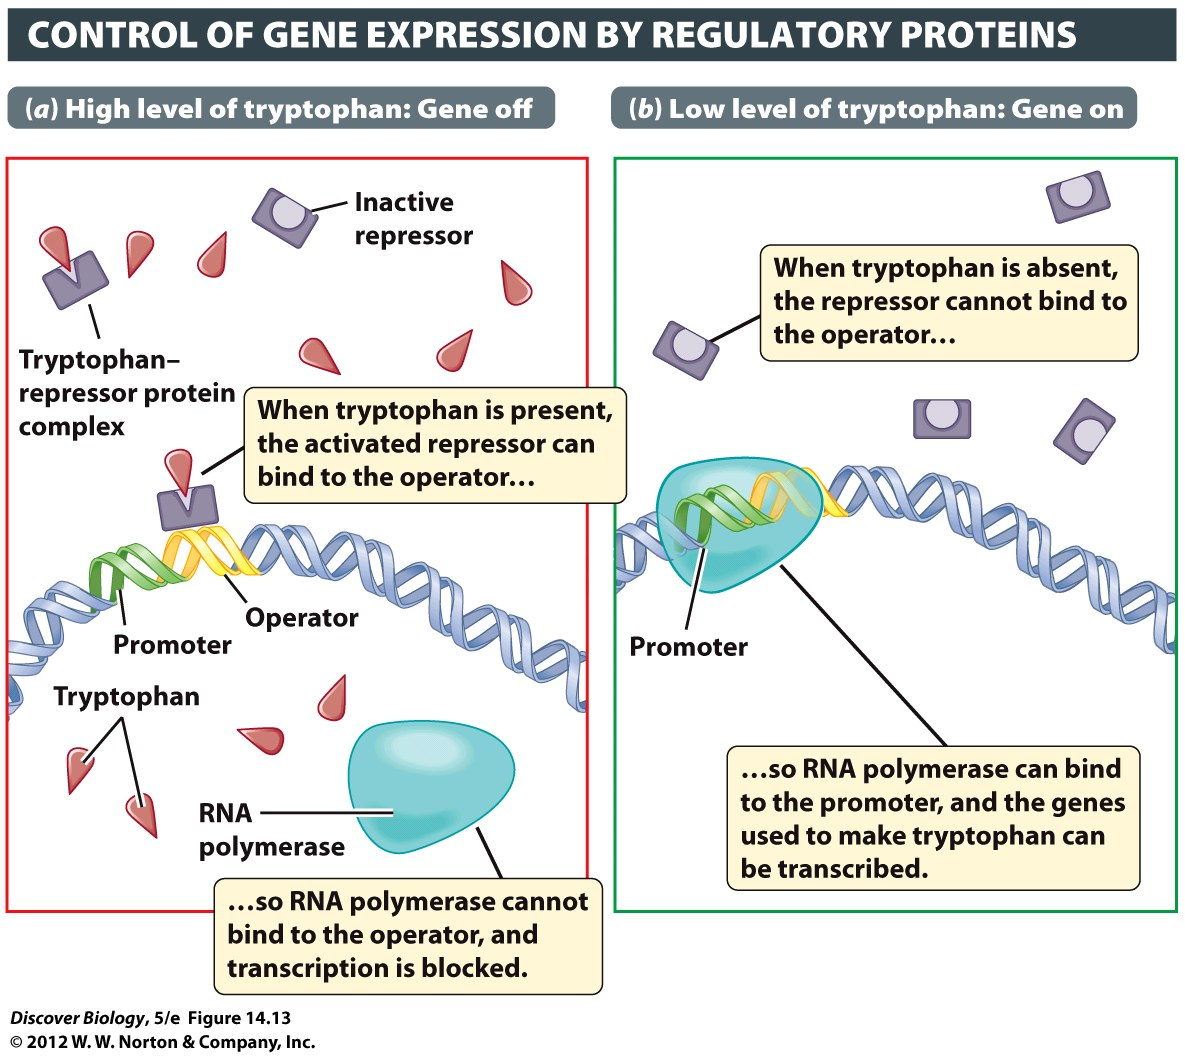 CONTROL OF GENE EXPRESSION BY REGULATORY PROTEINS
(a) High level of tryptophan: Gene off
Inactive
repressor
Tryptophan–
repressor protein
complex
When tryptophan is present,
the activated repressor can
bind to the operator…
Operator
Promoter
Tryptophan
RNA
polymerase
…so RNA polymerase cannot
bind to the operator, and
transcription is blocked.
(b) Low level of tryptophan: Gene on
When tryptophan is absent,
the repressor cannot bind to
the operator…
Promoter
…so RNA polymerase can bind
to the promoter, and the genes
used to make tryptophan can
be transcribed.
Discover Biology, 5/e Figure 14.13
© 2012 W. W. Norton & Company, Inc.